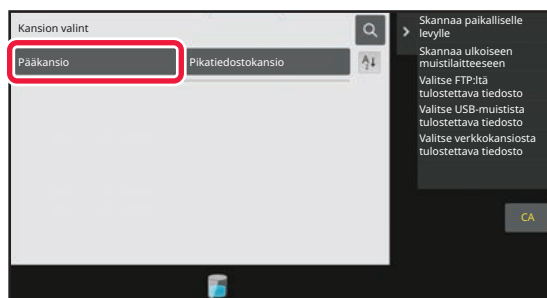 Kansion valint
Pääkansio
Pikatiedostokansio
Skannaa paikalliselle
levylle
Skannaa ulkoiseen
muistilaitteeseen
Valitse FTP:ltä
tulostettava tiedosto
Valitse USB-muistista
tulostettava tiedosto
Valitse verkkokansiosta
tulostettava tiedosto
CA